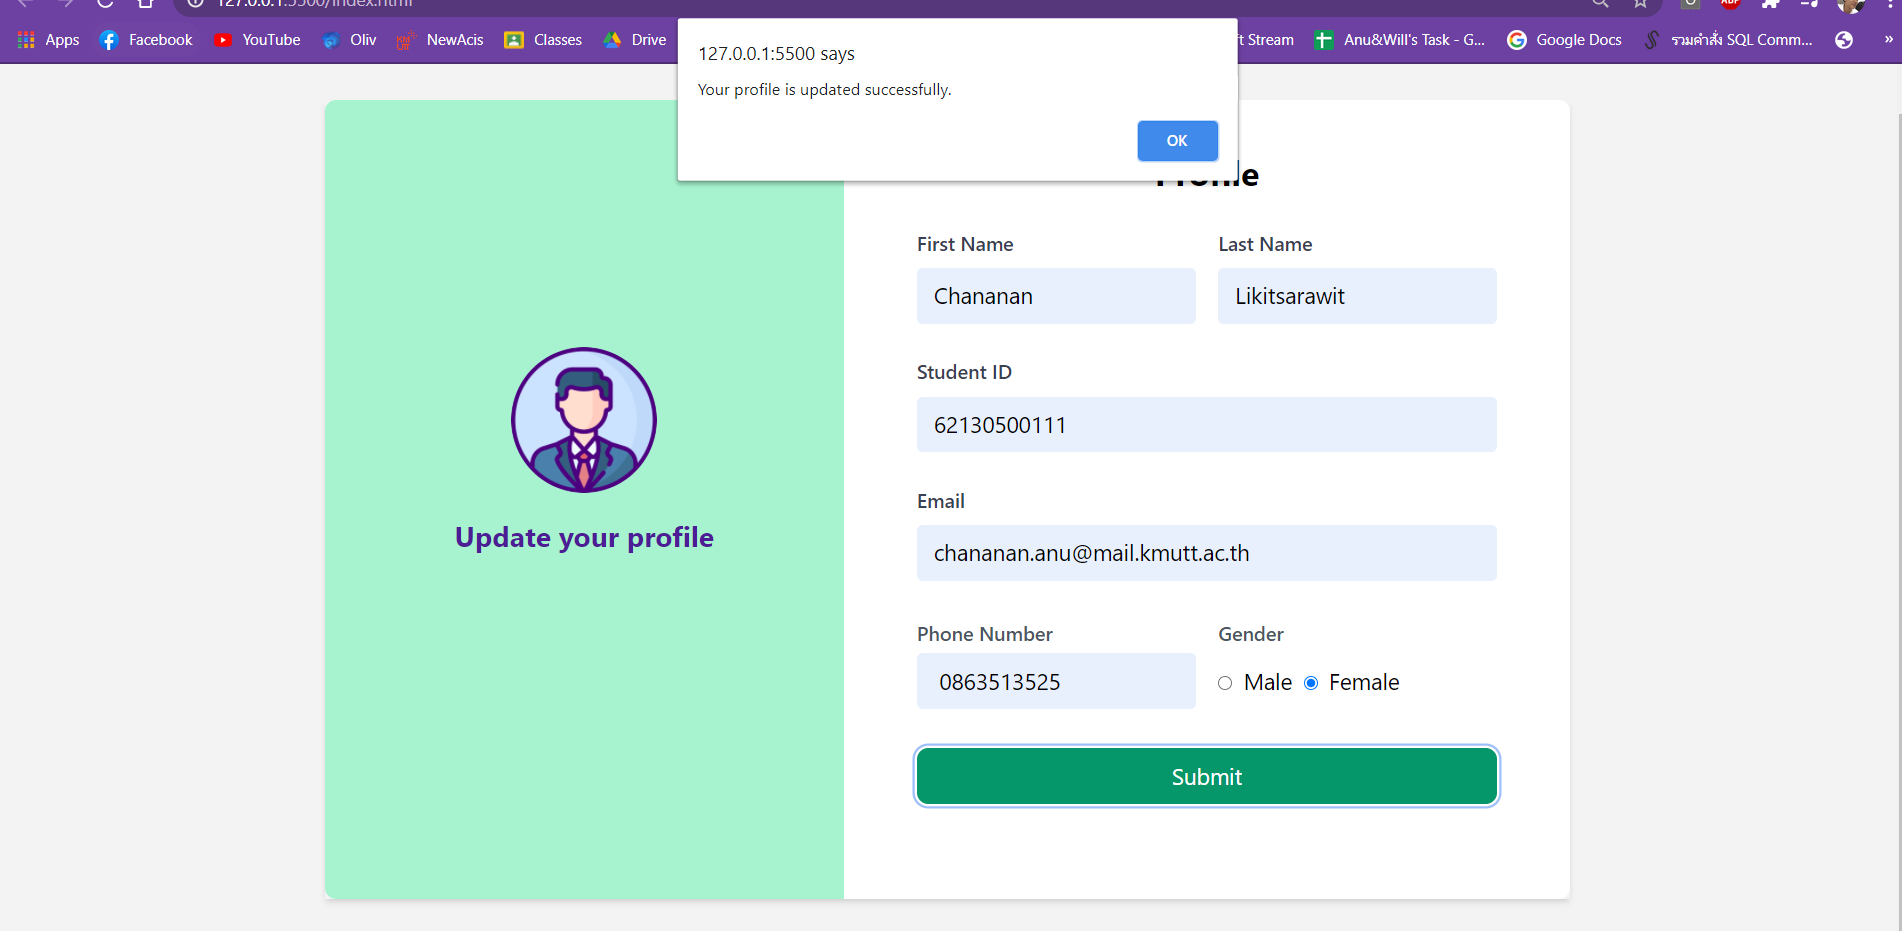 127.0.0.1:5500/index.html
Apps Facebook YouTube Oliv NewAcis Classes Drive ft Stream Anu&Will's Task - G... Google Docs รวมคำสั่ง SQL Comm... »
127.0.0.1:5500 says
Your profile is updated successfully.
OK
Profile
First Name Last Name
Chananan Likitsarawit
Student ID
62130500111
Email
chananan.anu@mail.kmutt.ac.th
Update your profile
Phone Number Gender
0863513525 Male Female
Submit